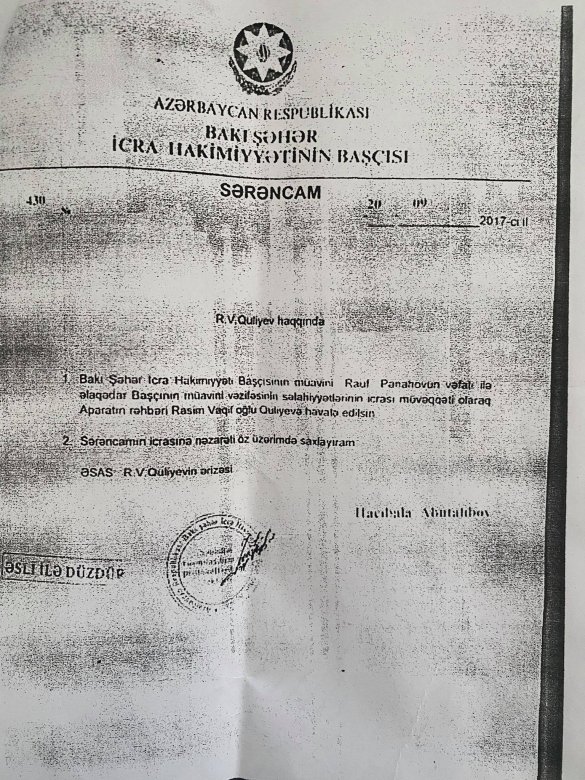 AZƏRBAYCAN RESPUBLİKASI
BAKI ŞƏHƏR
İCRA HAKİMİYYƏTİNİN BAŞÇISI
SƏRƏNCAM
430 №
20 09 2017-ci il
R.V.Quliyev haqqında
1. Bakı Şəhər İcra Hakimiyyəti Başçısının müavini Rauf Pənahovun vəfatı ilə
əlaqədar Başçının müavini vəzifəsinin səlahiyyətlərinin icrası müvəqqəti olaraq
Aparatın rəhbəri Rasim Vaqif oğlu Quliyevə həvalə edilsin
2. Sərəncamın icrasına nəzarəti öz üzərimdə saxlayıram
ƏSAS R.V.Quliyevin ərizəsi
Hacıbala Abutalıbov
ƏSLİ İLƏ DÜZDÜR